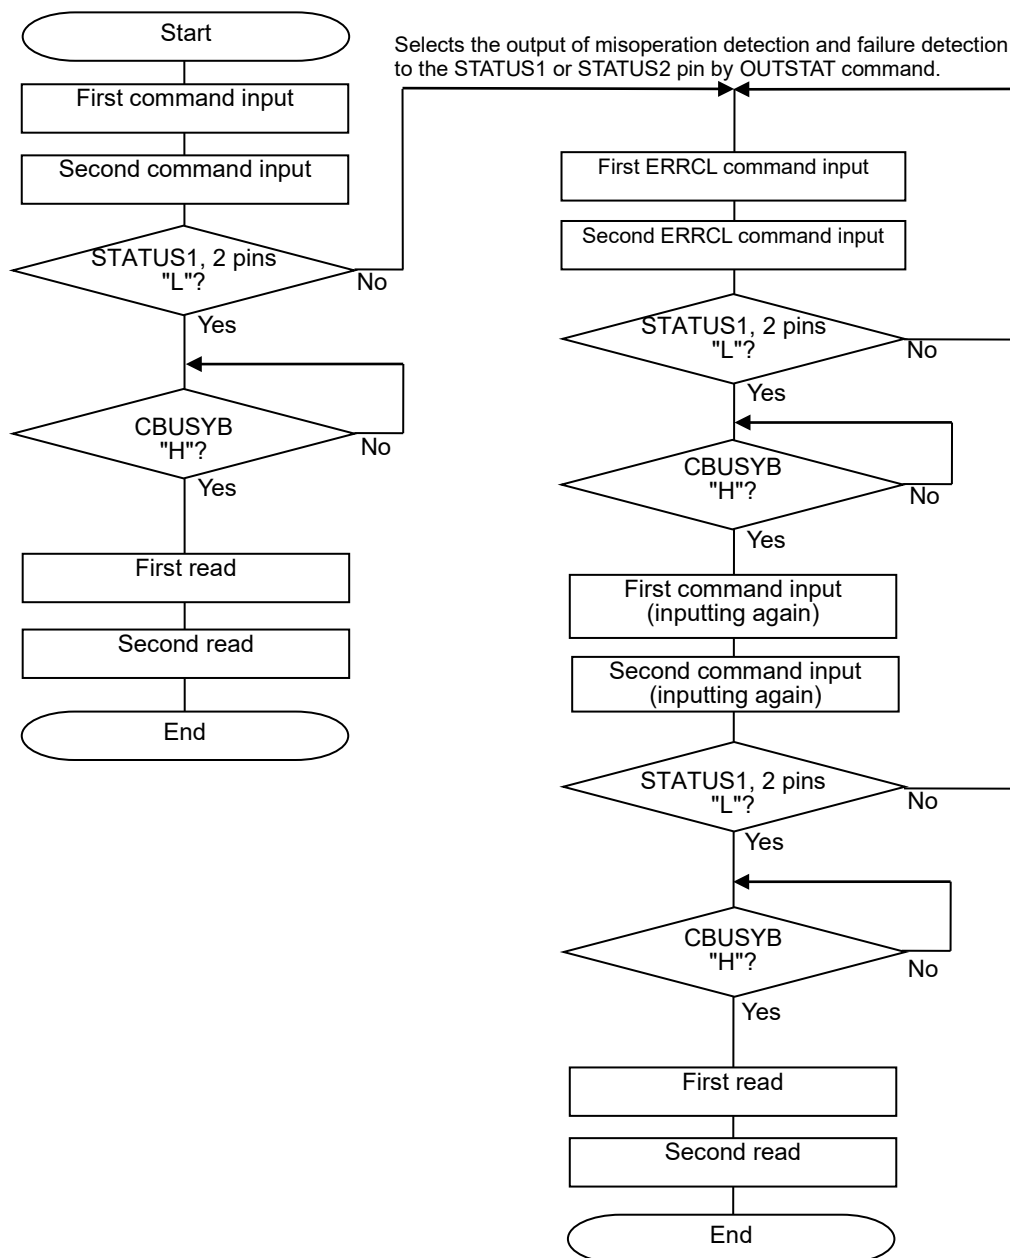 Start
First command input
Second command input
STATUS1, 2 pins
"L"?
No
Yes
CBUSYB
"H"?
No
Yes
First read
Second read
End
Selects the output of misoperation detection and failure detection
to the STATUS1 or STATUS2 pin by OUTSTAT command.
First ERRCL command input
Second ERRCL command input
STATUS1, 2 pins
"L"?
No
Yes
CBUSYB
"H"?
No
Yes
First command input
(inputting again)
Second command input
(inputting again)
STATUS1, 2 pins
"L"?
No
Yes
CBUSYB
"H"?
No
Yes
First read
Second read
End